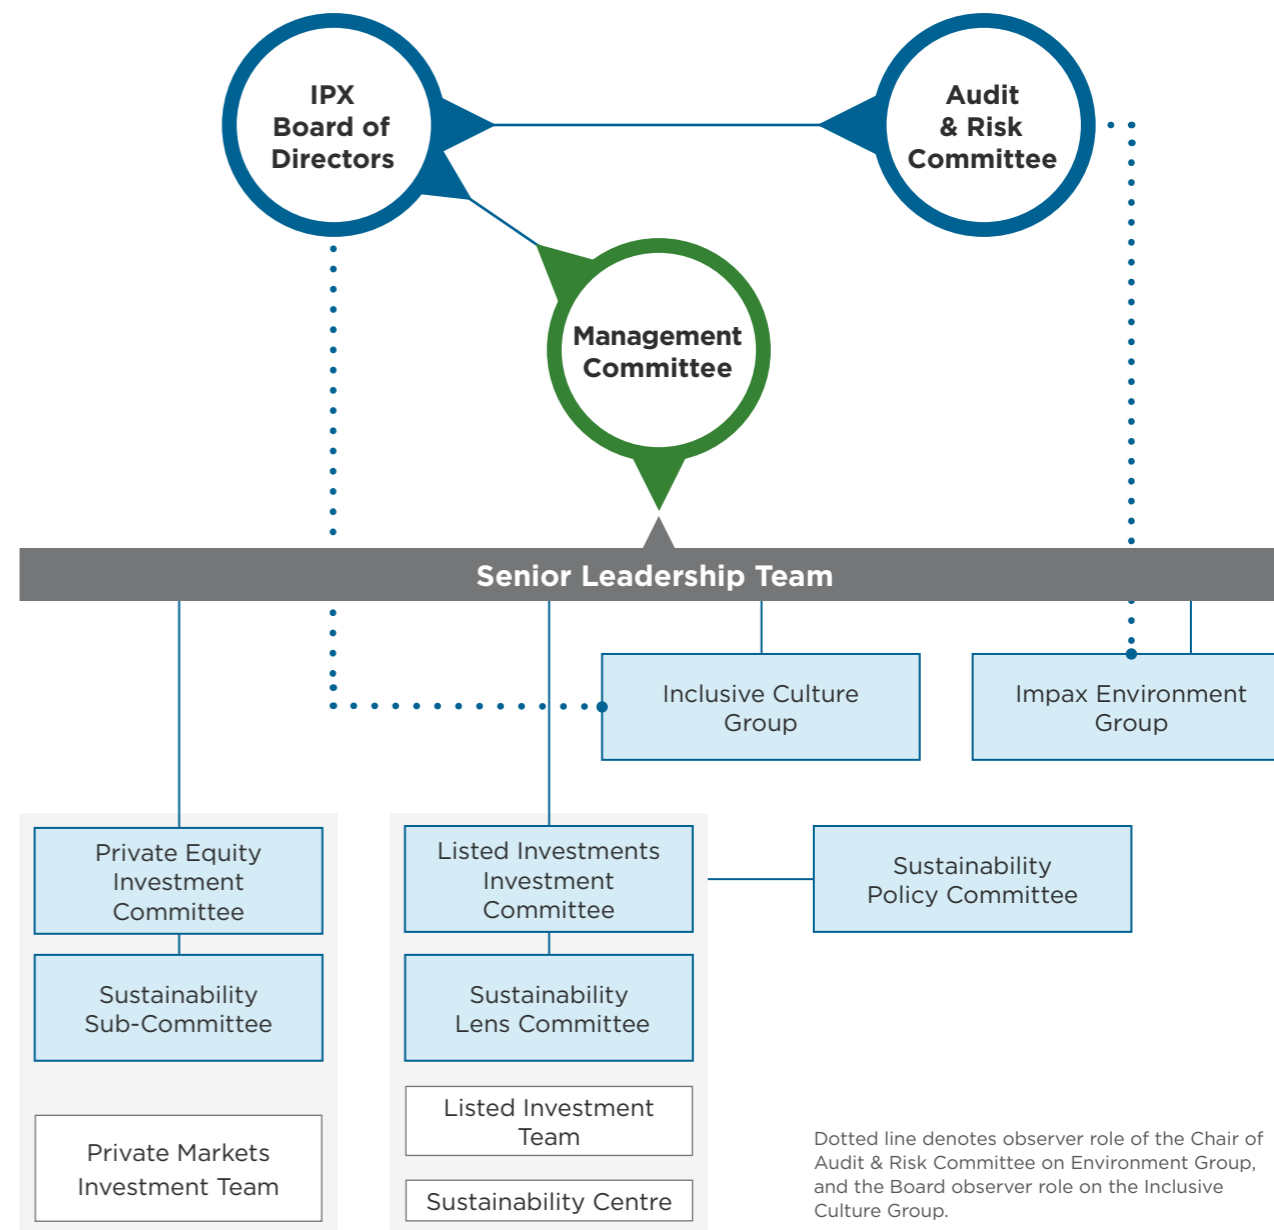 IPX
Board of
Directors
Audit
& Risk
Committee
Management
Committee
Senior Leadership Team
Inclusive Culture
Group
Impax Environment
Group
Private Equity
Investment
Committee
Listed Investments
Investment
Committee
Sustainability
Policy Committee
Sustainability
Sub-Committee
Sustainability
Lens Committee
Private Markets
Investment Team
Listed Investment
Team
Sustainability Centre
Dotted line denotes observer role of the Chair of
Audit & Risk Committee on Environment Group,
and the Board observer role on the Inclusive
Culture Group.